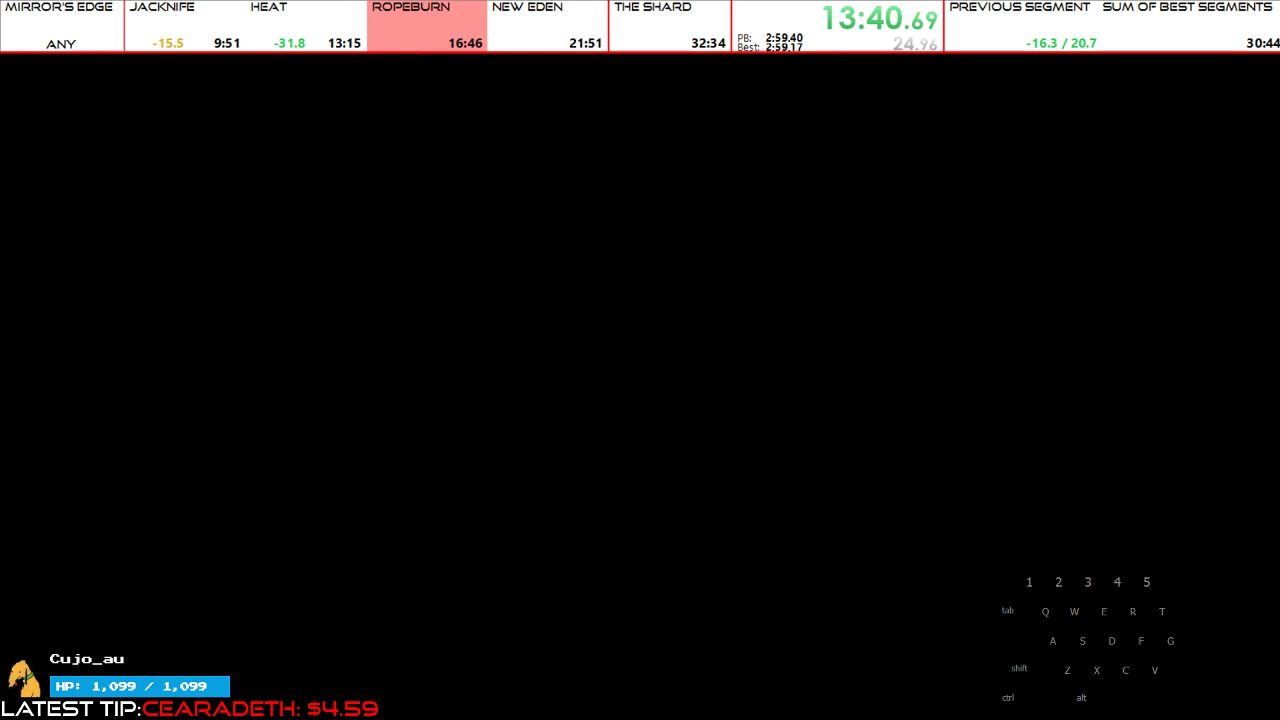 MIRROR'S EDGE
ANY
JACKNIFE
-15.5 9:51
HEAT
-31.8 13:15
ROPEBURN
16:46
NEW EDEN
21:51
THE SHARD
32:34
13:40.69
PB: 2:59.40
Best: 2:59.17
24.96
PREVIOUS SEGMENT
-16.3 / 20.7
SUM OF BEST SEGMENTS
30:44
1 2 3 4 5
tab Q W E R T
A S D F G
shift Z X C V
ctrl alt
Cujo_au
HP: 1,099 / 1,099
LATEST TIP:CEARADETH: $4.59